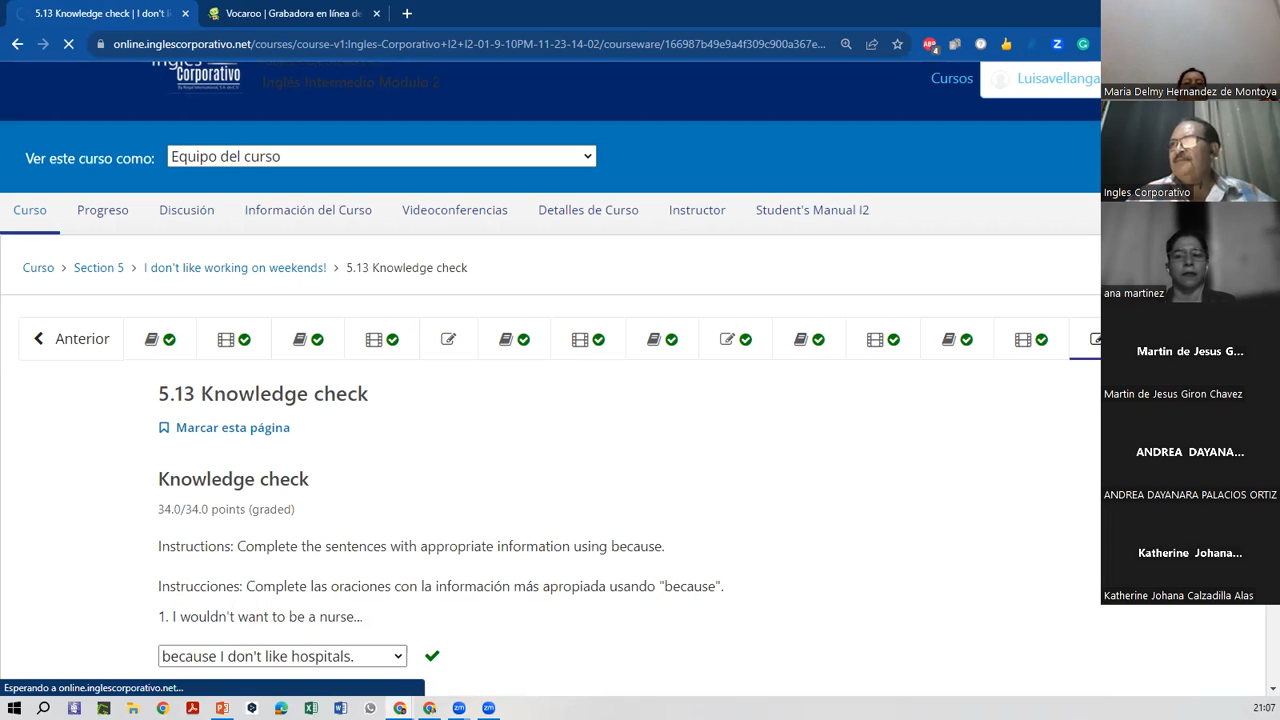 5.13 Knowledge check | I don't li
Vocaroo | Grabadora en línea de
online.inglescorporativo.net/courses/course-v1:Ingles-Corporativo+I2+I2-01-9-10PM-11-23-14-02/courseware/166987b49e9a4f309c900a367e...
Corporativo
Inglés Intermedio Modulo 2
Cursos
Luisavellanga
Ver este curso como:
Equipo del curso
Curso
Progreso
Discusión
Información del Curso
Videoconferencias
Detalles de Curso
Instructor
Student's Manual I2
Curso > Section 5 > I don't like working on weekends! > 5.13 Knowledge check
Anterior
5.13 Knowledge check
Marcar esta página
Knowledge check
34.0/34.0 points (graded)
Instructions: Complete the sentences with appropriate information using because.
Instrucciones: Complete las oraciones con la información más apropiada usando "because".
1. I wouldn't want to be a nurse...
because I don't like hospitals.
Esperando a online.inglescorporativo.net...
21:07
Maria Delmy Hernandez de Montoya
Ingles Corporativo
ana martinez
Martin de Jesus G...
Martin de Jesus Giron Chavez
ANDREA DAYANA...
ANDREA DAYANARA PALACIOS ORTIZ
Katherine Johana...
Katherine Johana Calzadilla Alas